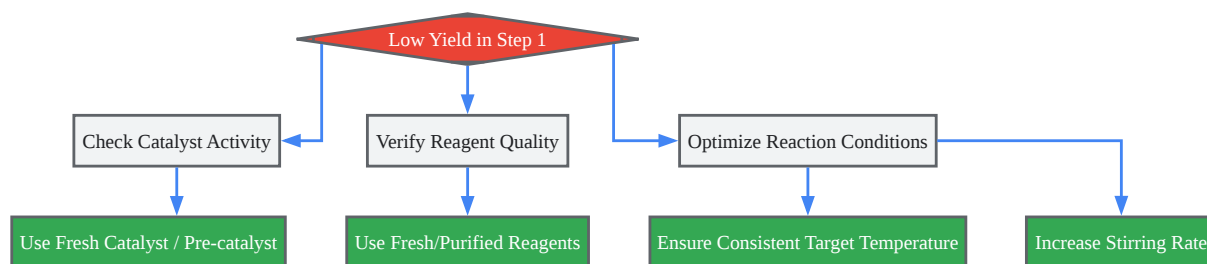 Low Yield in Step 1
Check Catalyst Activity
Verify Reagent Quality
Optimize Reaction Conditions
Use Fresh Catalyst / Pre-catalyst
Use Fresh/Purified Reagents
Ensure Consistent Target Temperature
Increase Stirring Rate